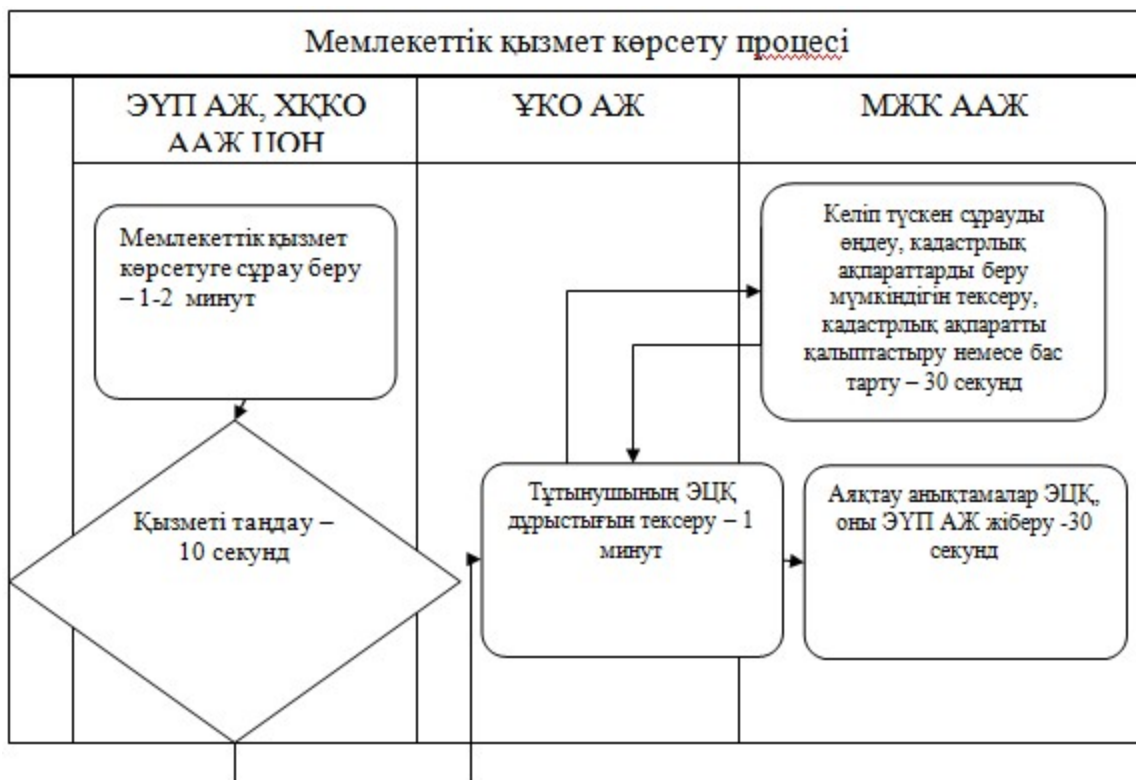 Мемлекеттік қызмет көрсету процесі
ЭҮП АЖ, ХҚКО
ААЖ ЦОН
ҰКО АЖ
МЖК ААЖ
Мемлекеттік қызмет
көрсетуге сұрау беру
– 1-2 минут
Қызметі таңдау –
10 секунд
Тұтынушының ЭЦҚ
дұрыстығын тексеру – 1
минут
Келіп түскен сұрауды
өңдеу, кадастрлық
ақпараттарды беру
мүмкіндігін тексеру,
кадастрлық ақпаратты
қалыптастыру немесе бас
тарту – 30 секунд
Аяқтау анықтамалар ЭЦҚ,
оны ЭҮП АЖ жіберу -30
секунд